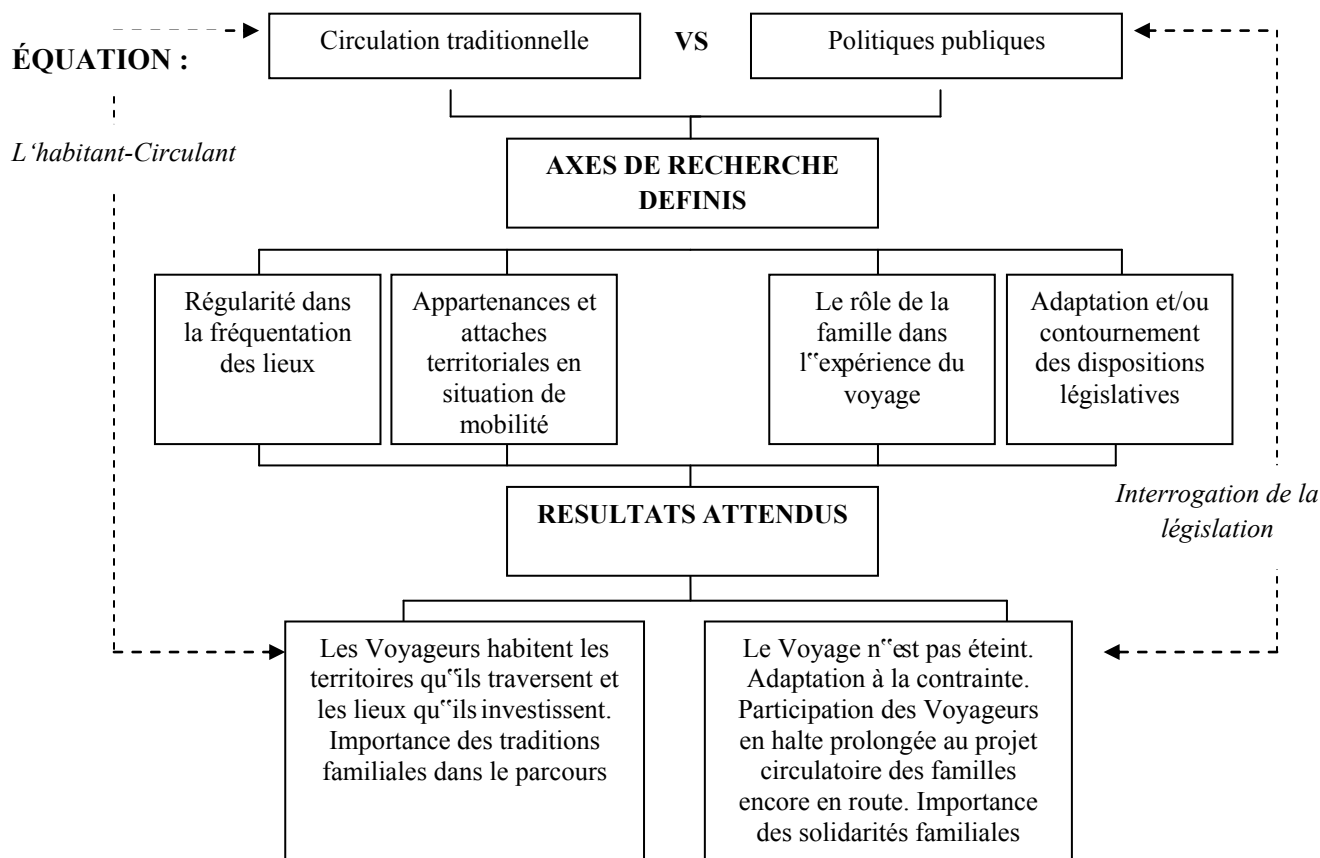 Circulation traditionnelle
VS
Politiques publiques
ÉQUATION :
L‘habitant-Circulant
AXES DE RECHERCHE
DEFINIS
Régularité dans
la fréquentation
des lieux
Appartenances et
attaches
territoriales en
situation de
mobilité
Le rôle de la
famille dans
l‟expérience du
voyage
Adaptation et/ou
contournement
des dispositions
législatives
RESULTATS ATTENDUS
Interrogation de la
législation
Les Voyageurs habitent les
territoires qu‟ils traversent et
les lieux qu‟ils investissent.
Importance des traditions
familiales dans le parcours
Le Voyage n‟est pas éteint.
Adaptation à la contrainte.
Participation des Voyageurs
en halte prolongée au projet
circulatoire des familles
encore en route. Importance
des solidarités familiales